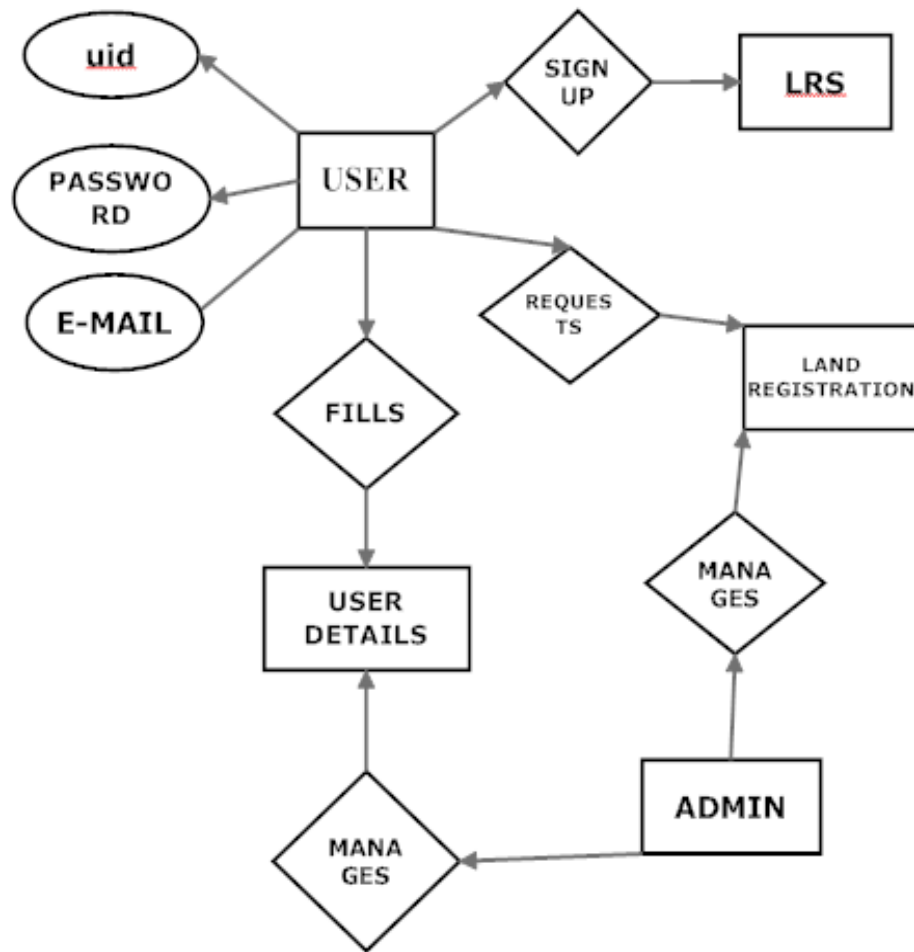 uid
SIGN
UP
LRS
PASSWO
RD
USER
E-MAIL
REQUES
TS
LAND
REGISTRATION
FILLS
MANA
GES
USER
DETAILS
ADMIN
MANA
GES